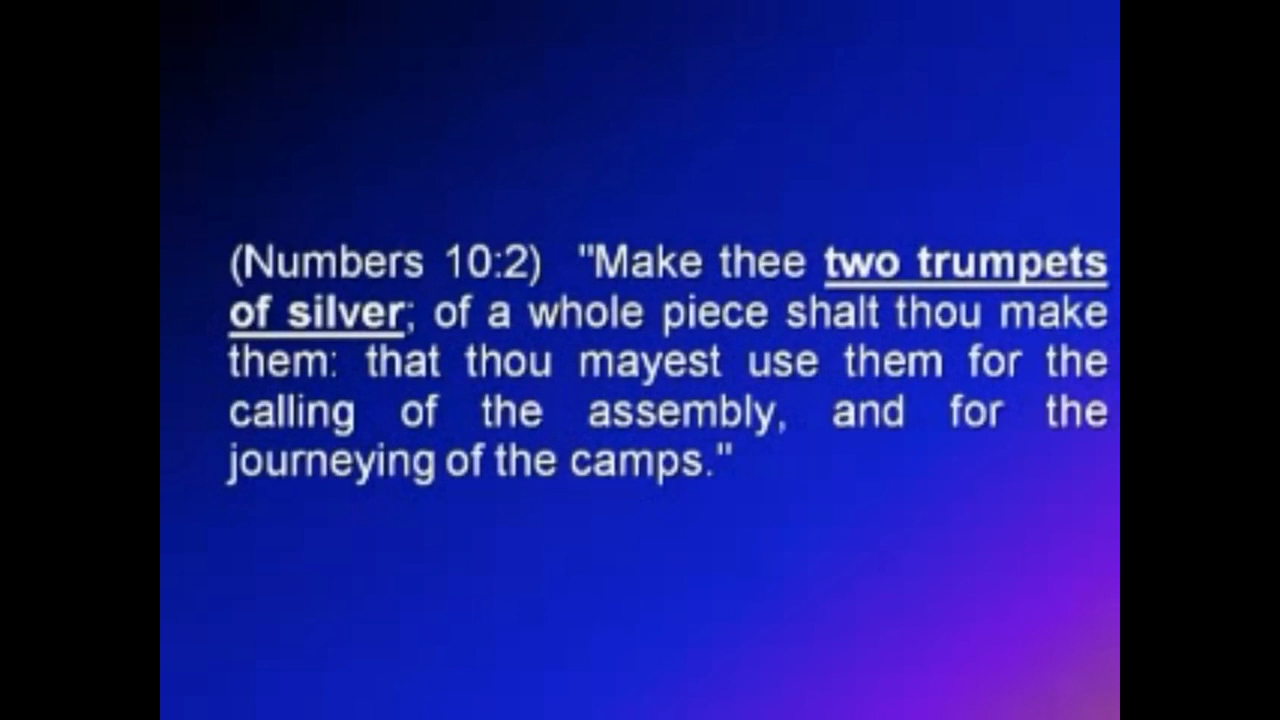 (Numbers 10:2) "Make thee two trumpets
of silver; of a whole piece shalt thou make
them: that thou mayest use them for the
calling of the assembly, and for the
journeying of the camps."